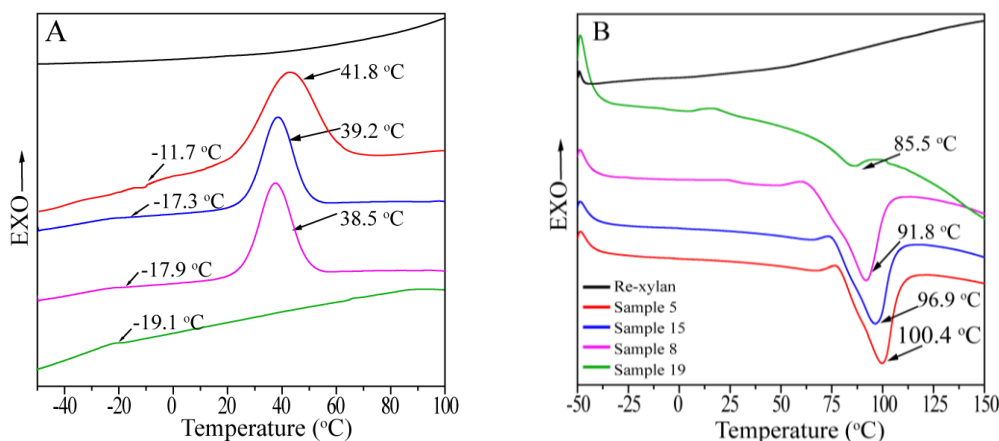 A
EXO
41.8 °C
39.2 °C
-11.7 °C
-17.3 °C
38.5 °C
-17.9 °C
-19.1 °C
-40 -20 0 20 40 60 80 100
Temperature (°C)
B
EXO
85.5 °C
91.8 °C
96.9 °C
100.4 °C
Re-xylan
Sample 5
Sample 15
Sample 8
Sample 19
-50 -25 0 25 50 75 100 125 150
Temperature (°C)